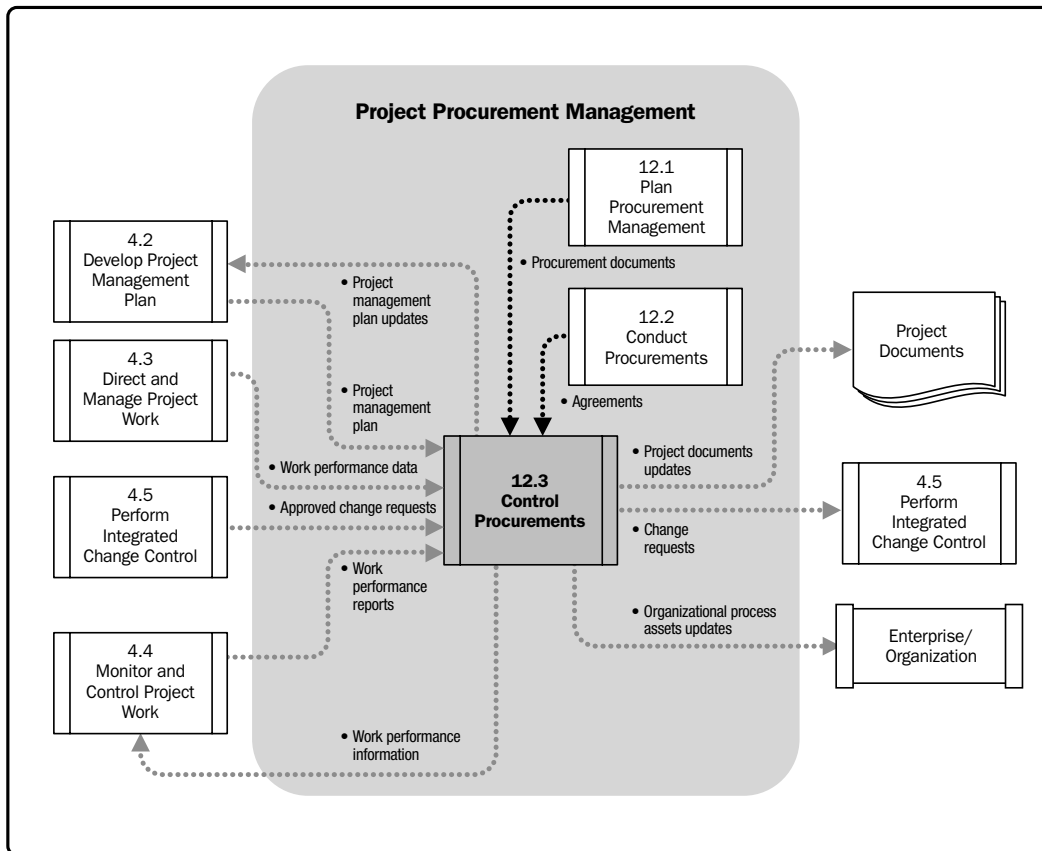 Project Procurement Management
12.1
Plan
Procurement
Management
4.2
Develop Project
Management
Plan
• Procurement documents
• Project
management
plan updates
12.2
Conduct
Procurements
Project
Documents
4.3
Direct and
Manage Project
Work
• Project
management
plan
• Agreements
• Work performance data
12.3
Control
Procurements
• Project documents
updates
4.5
Perform
Integrated
Change Control
• Approved change requests
• Change
requests
4.5
Perform
Integrated
Change Control
• Work
performance
reports
• Organizational process
assets updates
Enterprise/
Organization
4.4
Monitor and
Control Project
Work
• Work performance
information